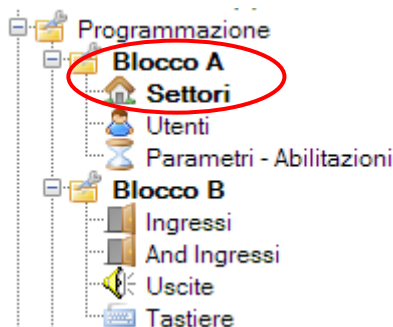 Programmazione
Blocco A
Settori
Utenti
Parametri - Abilitazioni
Blocco B
Ingressi
And Ingressi
Uscite
Tastiere